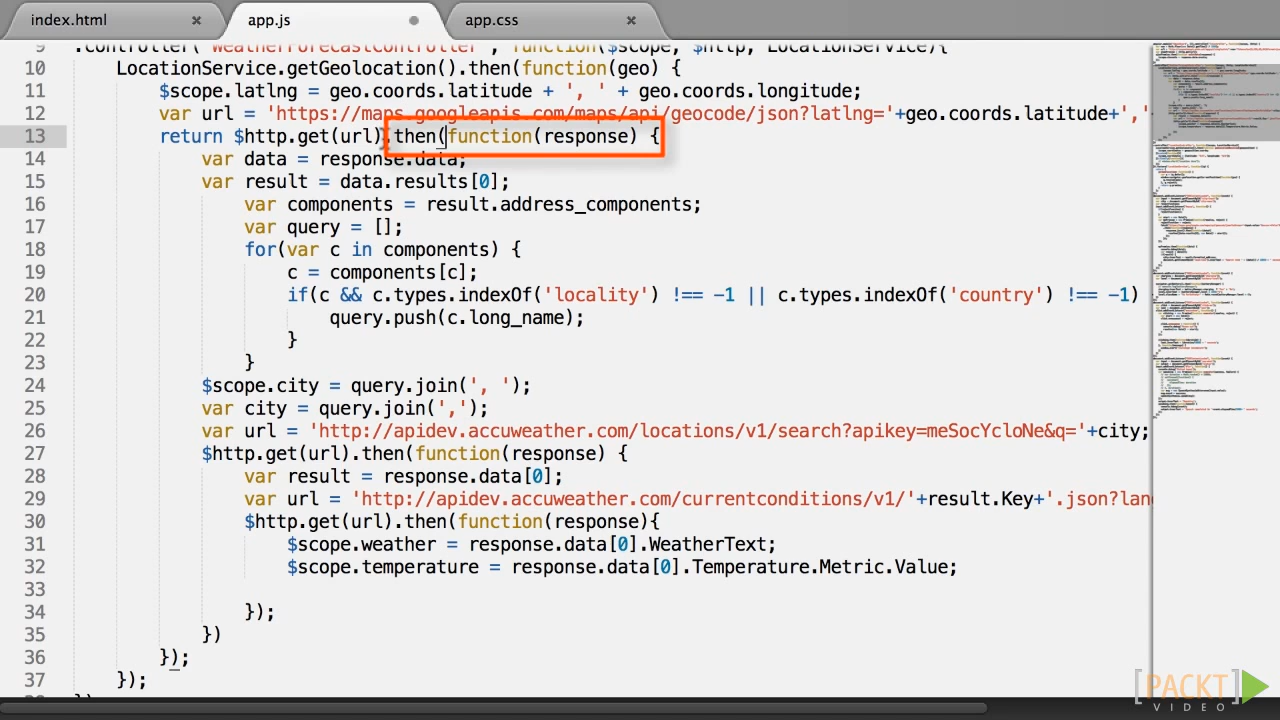 index.html
app.js
app.css
9 .controller("WeatherForecastController", function($scope, $http, LocationService
10 LocationService.getGeolocation().then(function(geo) {
11 $scope.latlng = geo.coords.latitude + ',' + geo.coords.longitude;
12 var url = 'https://maps.googleapis.com/maps/api/geocode/json?latlng='+geo.coords.latitude+ ','
13 return $http.get(url).then(function(response) {
14 var data = response.data;
15 var result = data.results[0];
16 var components = result.address_components;
17 var query = [];
18 for(var c in components) {
19 c = components[c];
20 if(c && c.types.indexOf('locality') !== -1 || c.types.indexOf('country') !== -1)
21 query.push(c.long_name);
22 }
23 }
24 $scope.city = query.join(', ');
25 var city = query.join(',');
26 var url = 'http://apidev.accuweather.com/locations/v1/search?apikey=meSocYcloNe&q='+city;
27 $http.get(url).then(function(response) {
28 var result = response.data[0];
29 var url = 'http://apidev.accuweather.com/currentconditions/v1/'+result.Key+'.json?lan
30 $http.get(url).then(function(response){
31 $scope.weather = response.data[0].WeatherText;
32 $scope.temperature = response.data[0].Temperature.Metric.Value;
33
34 });
35 })
36 });
37 });
[PACKT]
VIDEO